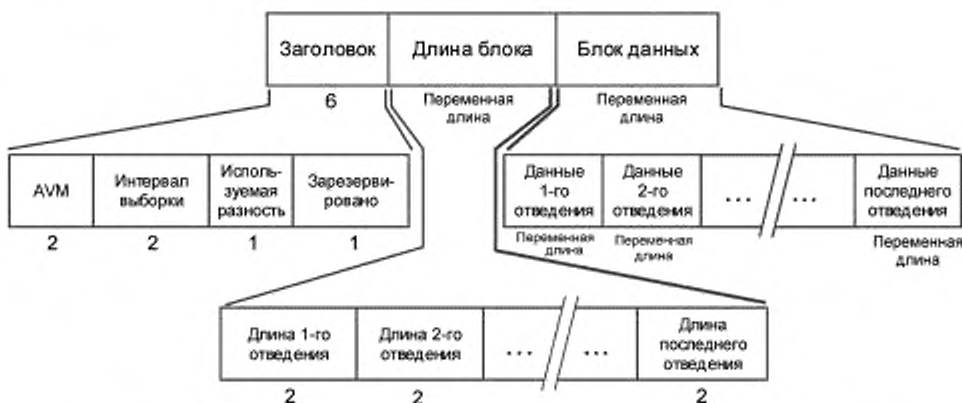 Заголовок
Длина блока
Блок данных
6
Переменная
длина
Переменная
длина
AVM
Интервал
выборки
Исполь-
зуемая
разность
Зарезерви-
ровано
2
2
1
1
Данные
1-го
отведения
Данные
2-го
отведения
...
...
Данные
последнего
отведения
Переменная
длина
Переменная
длина
Переменная
длина
Длина 1-го
отведения
Длина 2-го
отведения
...
...
Длина
последнего
отведения
2
2
2